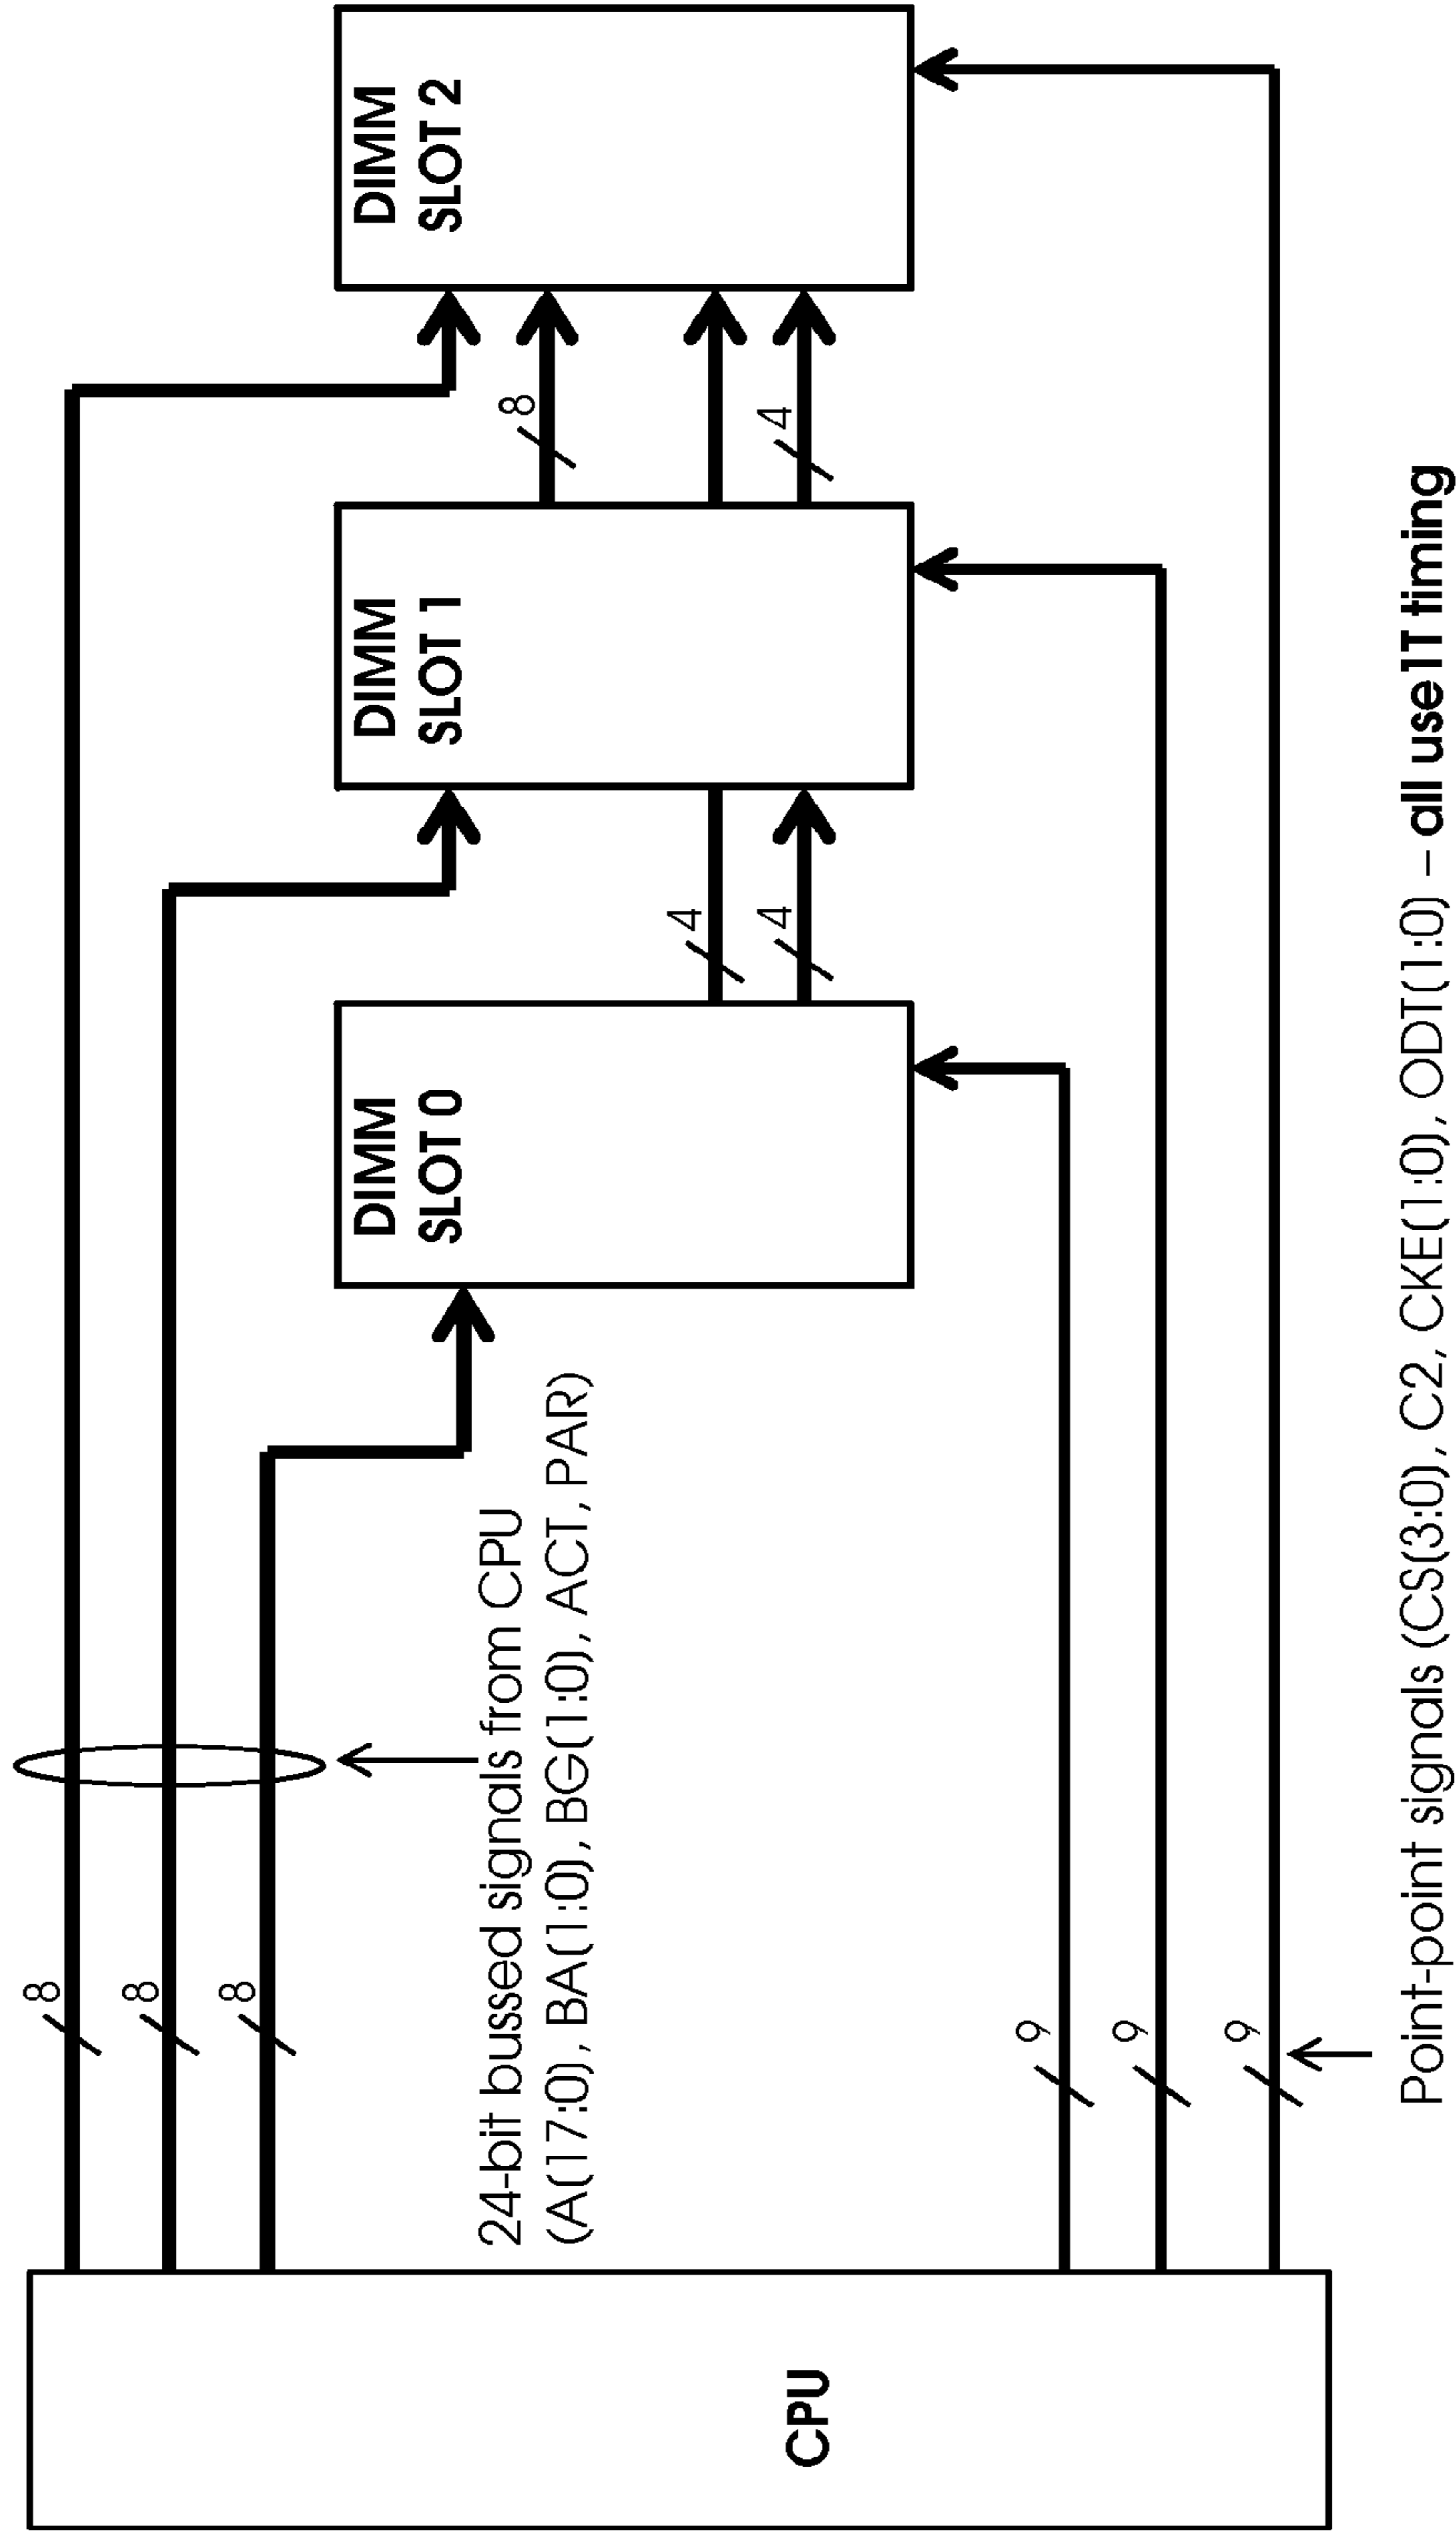 8
8
8
24-bit bussed signals from CPU
(A(17:0), BA(1:0), BG(1:0), ACT, PAR)
DIMM
SLOT 0
DIMM
SLOT 1
DIMM
SLOT 2
8
4
4
4
CPU
9
9
9
Point-point signals (CS(3:0), C2, CKE(1:0), ODT(1:0) – all use 1T timing